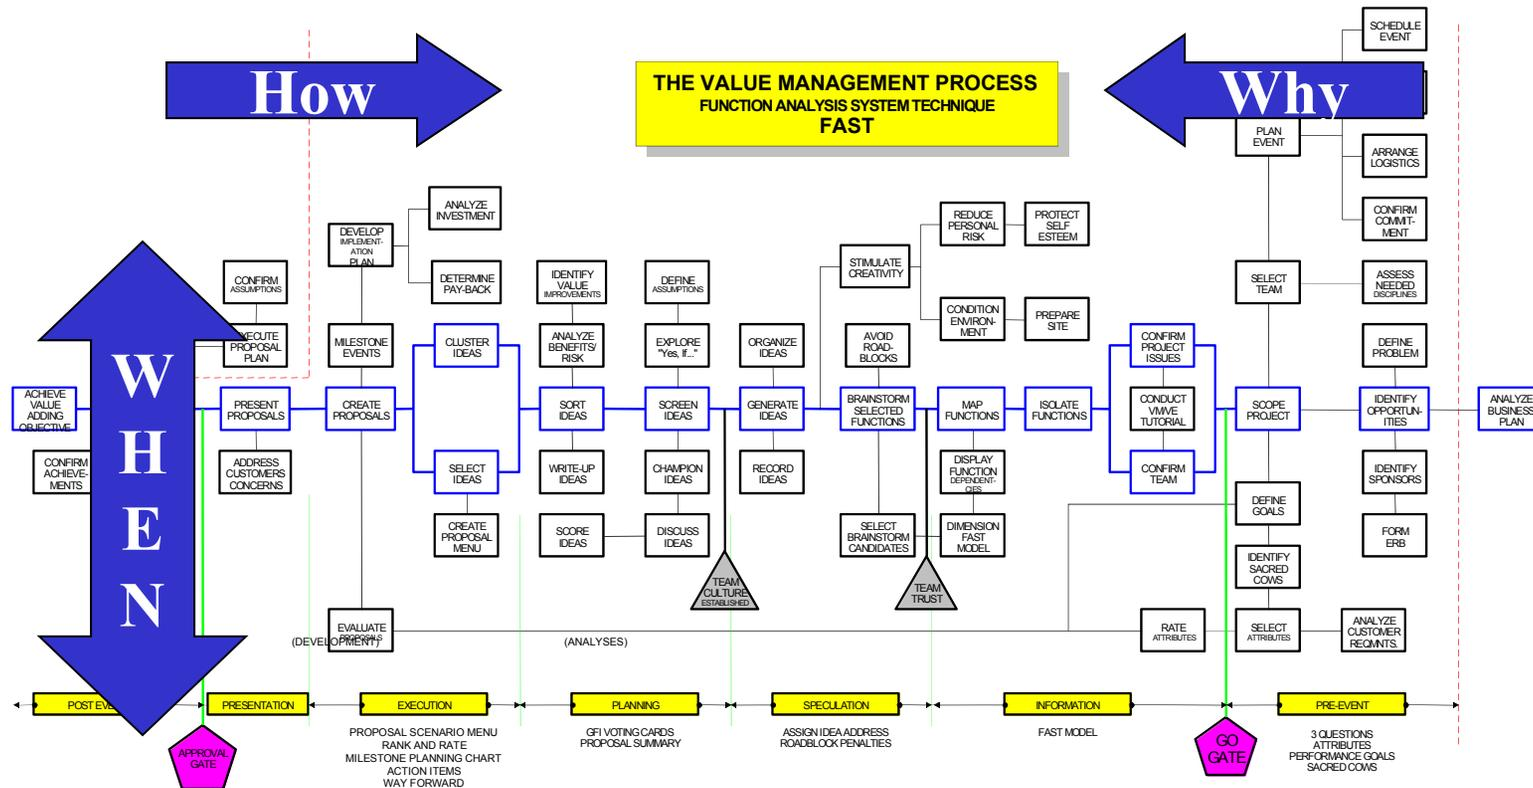 How
THE VALUE MANAGEMENT PROCESS
FUNCTION ANALYSIS SYSTEM TECHNIQUE
FAST
Why
SCHEDULE
EVENT
PLAN
EVENT
ARRANGE
LOGISTICS
CONFIRM
COMMIT-
MENT
ANALYZE
INVESTMENT
DEVELOP
IMPLEMENT-
ATION
PLAN
DETERMINE
PAY-BACK
REDUCE
PERSONAL
RISK
PROTECT
SELF
ESTEEM
STIMULATE
CREATIVITY
CONDITION
ENVIRON-
MENT
PREPARE
SITE
CONFIRM
ASSUMPTIONS
IDENTIFY
VALUE
IMPROVEMENTS
DEFINE
ASSUMPTIONS
SELECT
TEAM
ASSESS
NEEDED
DISCIPLINES
EXECUTE
PROPOSAL
PLAN
MILESTONE
EVENTS
CLUSTER
IDEAS
ANALYZE
BENEFITS/
RISK
EXPLORE
"Yes, If..."
ORGANIZE
IDEAS
AVOID
ROAD-
BLOCKS
CONFIRM
PROJECT
ISSUES
DEFINE
PROBLEM
W
H
E
N
ACHIEVE
VALUE
ADDING
OBJECTIVE
PRESENT
PROPOSALS
CREATE
PROPOSALS
SORT
IDEAS
SCREEN
IDEAS
GENERATE
IDEAS
BRAINSTORM
SELECTED
FUNCTIONS
MAP
FUNCTIONS
ISOLATE
FUNCTIONS
CONDUCT
VM/VE
TUTORIAL
SCOPE
PROJECT
IDENTIFY
OPPORTUN-
ITIES
ANALYZE
BUSINESS
PLAN
CONFIRM
ACHIEVE-
MENTS
ADDRESS
CUSTOMERS
CONCERNS
SELECT
IDEAS
WRITE-UP
IDEAS
CHAMPION
IDEAS
RECORD
IDEAS
DISPLAY
FUNCTION
DEPENDENT-
CIES
CONFIRM
TEAM
DEFINE
GOALS
IDENTIFY
SPONSORS
CREATE
PROPOSAL
MENU
SCORE
IDEAS
DISCUSS
IDEAS
SELECT
BRAINSTORM
CANDIDATES
DIMENSION
FAST
MODEL
FORM
ERB
IDENTIFY
SACRED
COWS
TEAM
CULTURE
ESTABLISHED
TEAM
TRUST
EVALUATE
PROPOSALS
(DEVELOPMENT)
(ANALYSES)
RATE
ATTRIBUTES
SELECT
ATTRIBUTES
ANALYZE
CUSTOMER
REQMNTS.
POST
PRESENTATION
EXECUTION
PLANNING
SPECULATION
INFORMATION
PRE-EVENT
APPROVAL
GATE
PROPOSAL SCENARIO MENU
RANK AND RATE
MILESTONE PLANNING CHART
ACTION ITEMS
WAY FORWARD
GFI VOTING CARDS
PROPOSAL SUMMARY
ASSIGN IDEA ADDRESS
ROADBLOCK PENALTIES
FAST MODEL
GO
GATE
3 QUESTIONS
ATTRIBUTES
PERFORMANCE GOALS
SACRED COWS